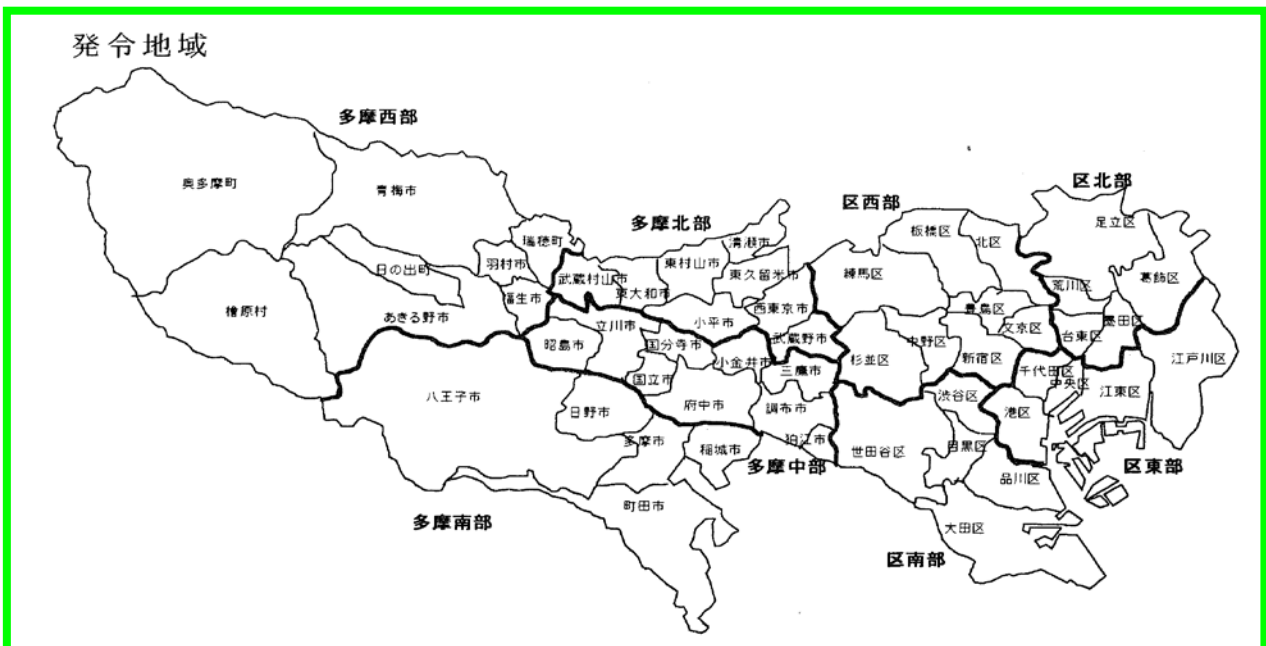 発令地域
多摩西部
奥多摩町
青梅市
瑞穂町
羽村市
日の出町
福生市
檜原村
あきる野市
多摩北部
清瀬市
東村山市
武蔵村山市
東大和市
東久留米市
西東京市
小平市
武蔵野市
立川市
昭島市
国分寺市
小金井市
三鷹市
国立市
府中市
調布市
狛江市
多摩中部
八王子市
日野市
多摩市
稲城市
町田市
多摩南部
区西部
板橋区
北区
練馬区
豊島区
文京区
中野区
杉並区
新宿区
区北部
足立区
葛飾区
荒川区
台東区
墨田区
千代田区
中央区
江東区
江戸川区
港区
区東部
渋谷区
世田谷区
目黒区
品川区
大田区
区南部